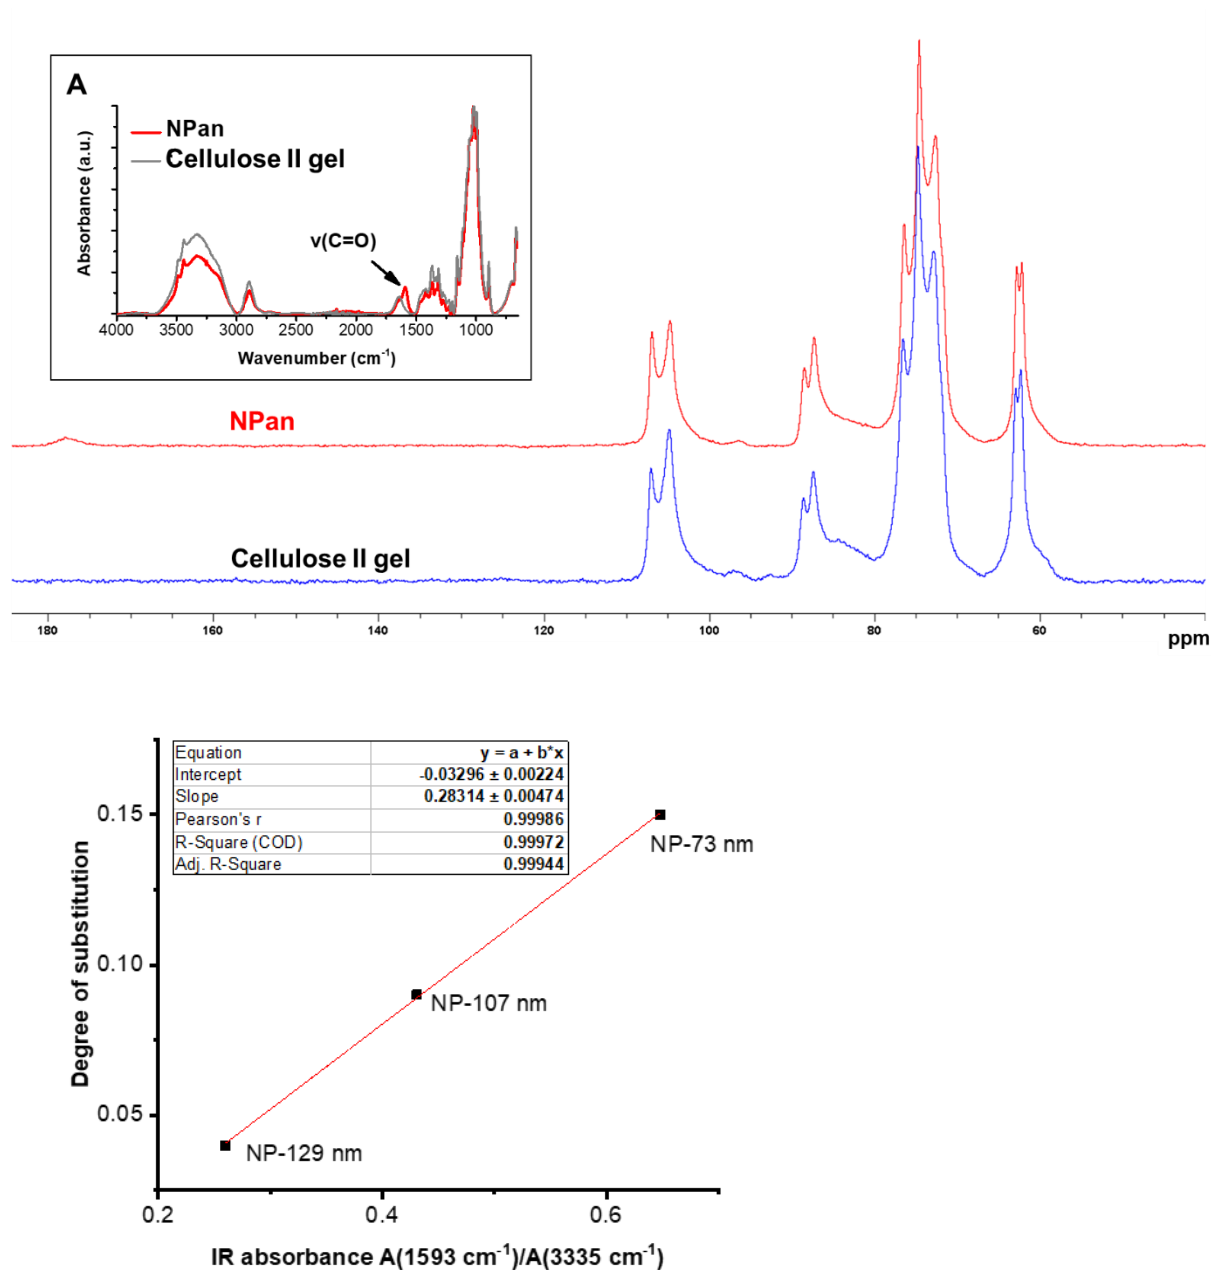 A
NPan
Cellulose II gel
Absorbance (a.u.)
ν(C=O)
4000 3500 3000 2500 2000 1500 1000
Wavenumber (cm⁻¹)
NPan
Cellulose II gel
180 160 140 120 100 80 60
ppm
Equation y = a + b*x
Intercept -0.03296 ± 0.00224
Slope 0.28314 ± 0.00474
Pearson's r 0.99986
R-Square (COD) 0.99972
Adj. R-Square 0.99944
Degree of substitution
0.15
0.10
0.05
NP-73 nm
NP-107 nm
NP-129 nm
0.2 0.4 0.6
IR absorbance A(1593 cm⁻¹)/A(3335 cm⁻¹)